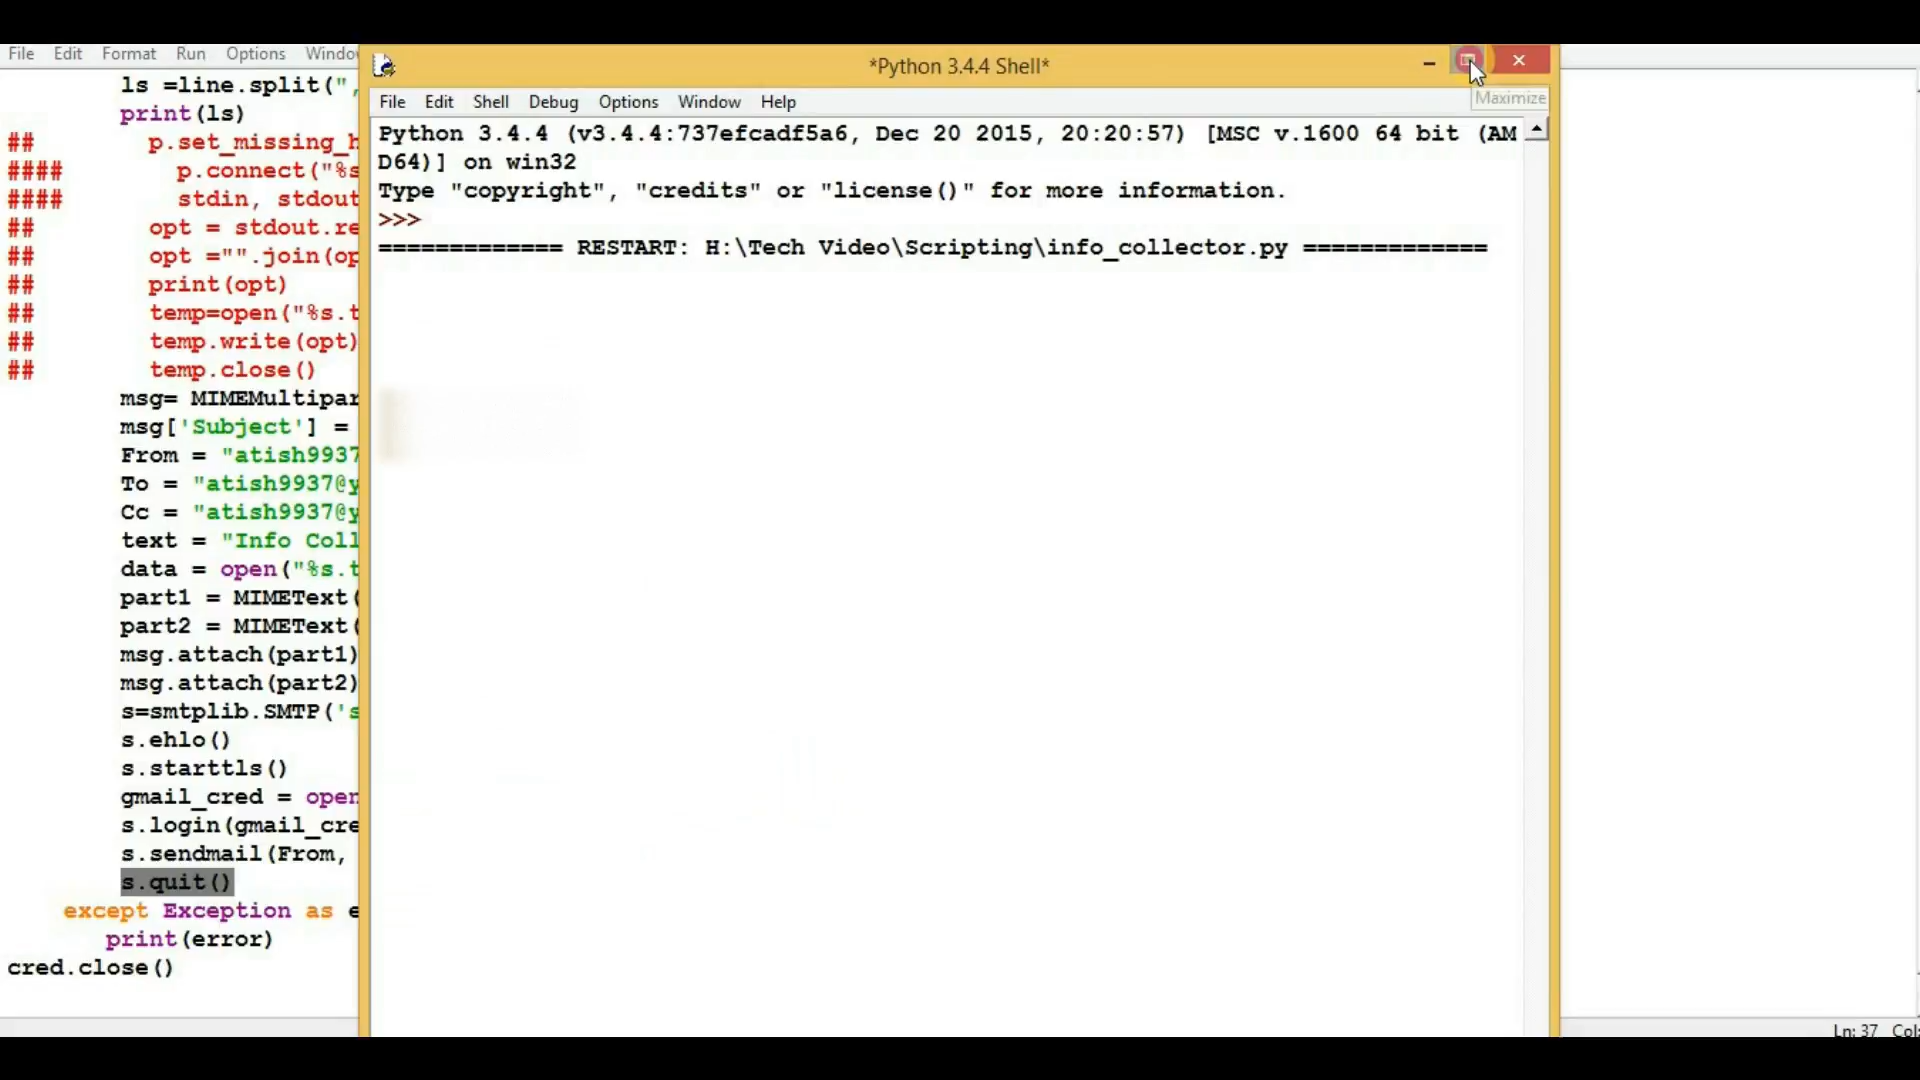 File Edit Format Run Options Window
ls =line.split(",
print(ls)
## p.set_missing_h
#### p.connect("%s
#### stdin, stdout
## opt = stdout.re
## opt ="".join(op
## print(opt)
## temp=open("%s.t
## temp.write(opt)
## temp.close()
msg= MIMEMultipar
msg['Subject'] =
From = "atish9937
To = "atish9937@y
Cc = "atish9937@y
text = "Info Coll
data = open("%s.t
part1 = MIMEText(
part2 = MIMEText(
msg.attach(part1)
msg.attach(part2)
s=smtplib.SMTP('s
s.ehlo()
s.starttls()
gmail_cred = open
s.login(gmail_cre
s.sendmail(From,
s.quit()
except Exception as e
print(error)
cred.close()
*Python 3.4.4 Shell*
Maximize
File Edit Shell Debug Options Window Help
Python 3.4.4 (v3.4.4:737efcadf5a6, Dec 20 2015, 20:20:57) [MSC v.1600 64 bit (AM
D64)] on win32
Type "copyright", "credits" or "license()" for more information.
>>>
============= RESTART: H:\Tech Video\Scripting\info_collector.py =============
Ln: 37 Col: